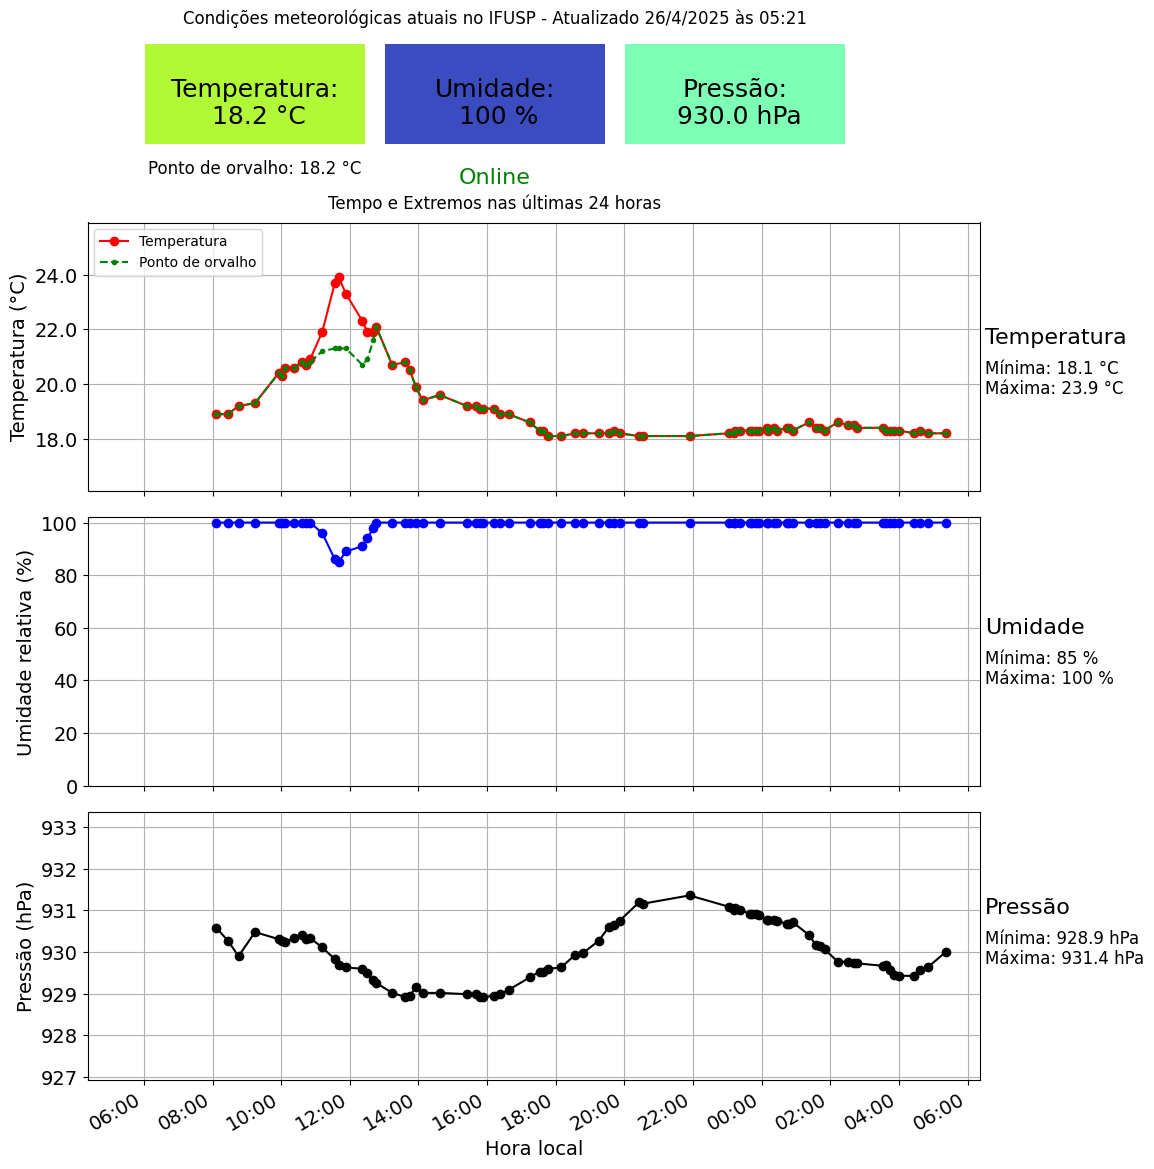 Condições meteorológicas atuais no IFUSP - Atualizado 26/4/2025 às 05:21
Temperatura:
18.2 °C
Umidade:
100 %
Pressão:
930.0 hPa
Ponto de orvalho: 18.2 °C
Online
Tempo e Extremos nas últimas 24 horas
Temperatura
Ponto de orvalho
Temperatura (°C)
24.0
22.0
20.0
18.0
Temperatura
Mínima: 18.1 °C
Máxima: 23.9 °C
Umidade relativa (%)
100
80
60
40
20
0
Umidade
Mínima: 85 %
Máxima: 100 %
Pressão (hPa)
933
932
931
930
929
928
927
Pressão
Mínima: 928.9 hPa
Máxima: 931.4 hPa
06:00 08:00 10:00 12:00 14:00 16:00 18:00 20:00 22:00 00:00 02:00 04:00 06:00
Hora local